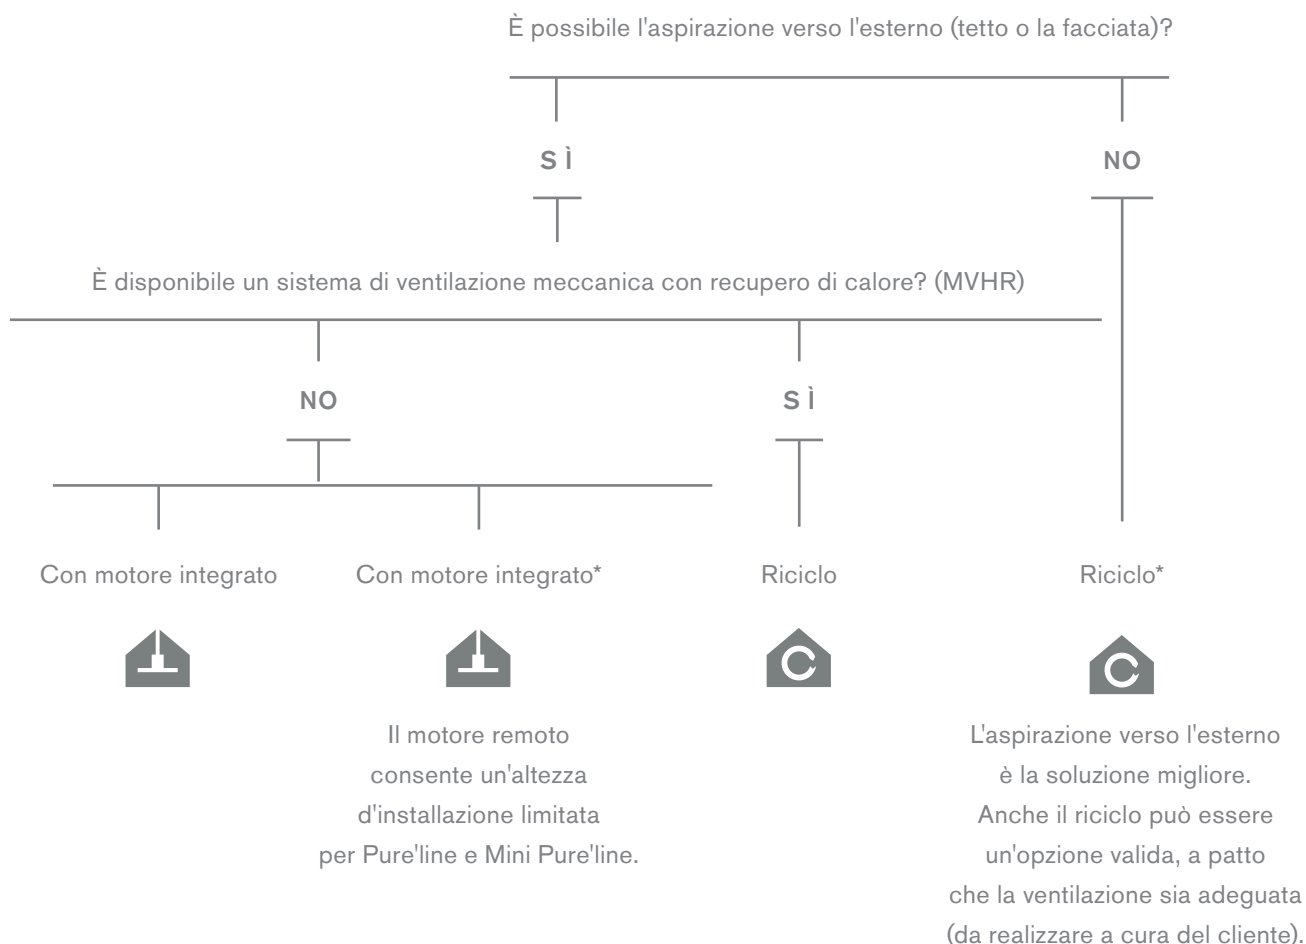 È possibile l'aspirazione verso l'esterno (tetto o la facciata)?
SÌ
NO
È disponibile un sistema di ventilazione meccanica con recupero di calore? (MVHR)
NO
SÌ
Con motore integrato
Con motore integrato*
Riciclo
Riciclo*
Il motore remoto
consente un'altezza
d'installazione limitata
per Pure'line e Mini Pure'line.
L'aspirazione verso l'esterno
è la soluzione migliore.
Anche il riciclo può essere
un'opzione valida, a patto
che la ventilazione sia adeguata
(da realizzare a cura del cliente).